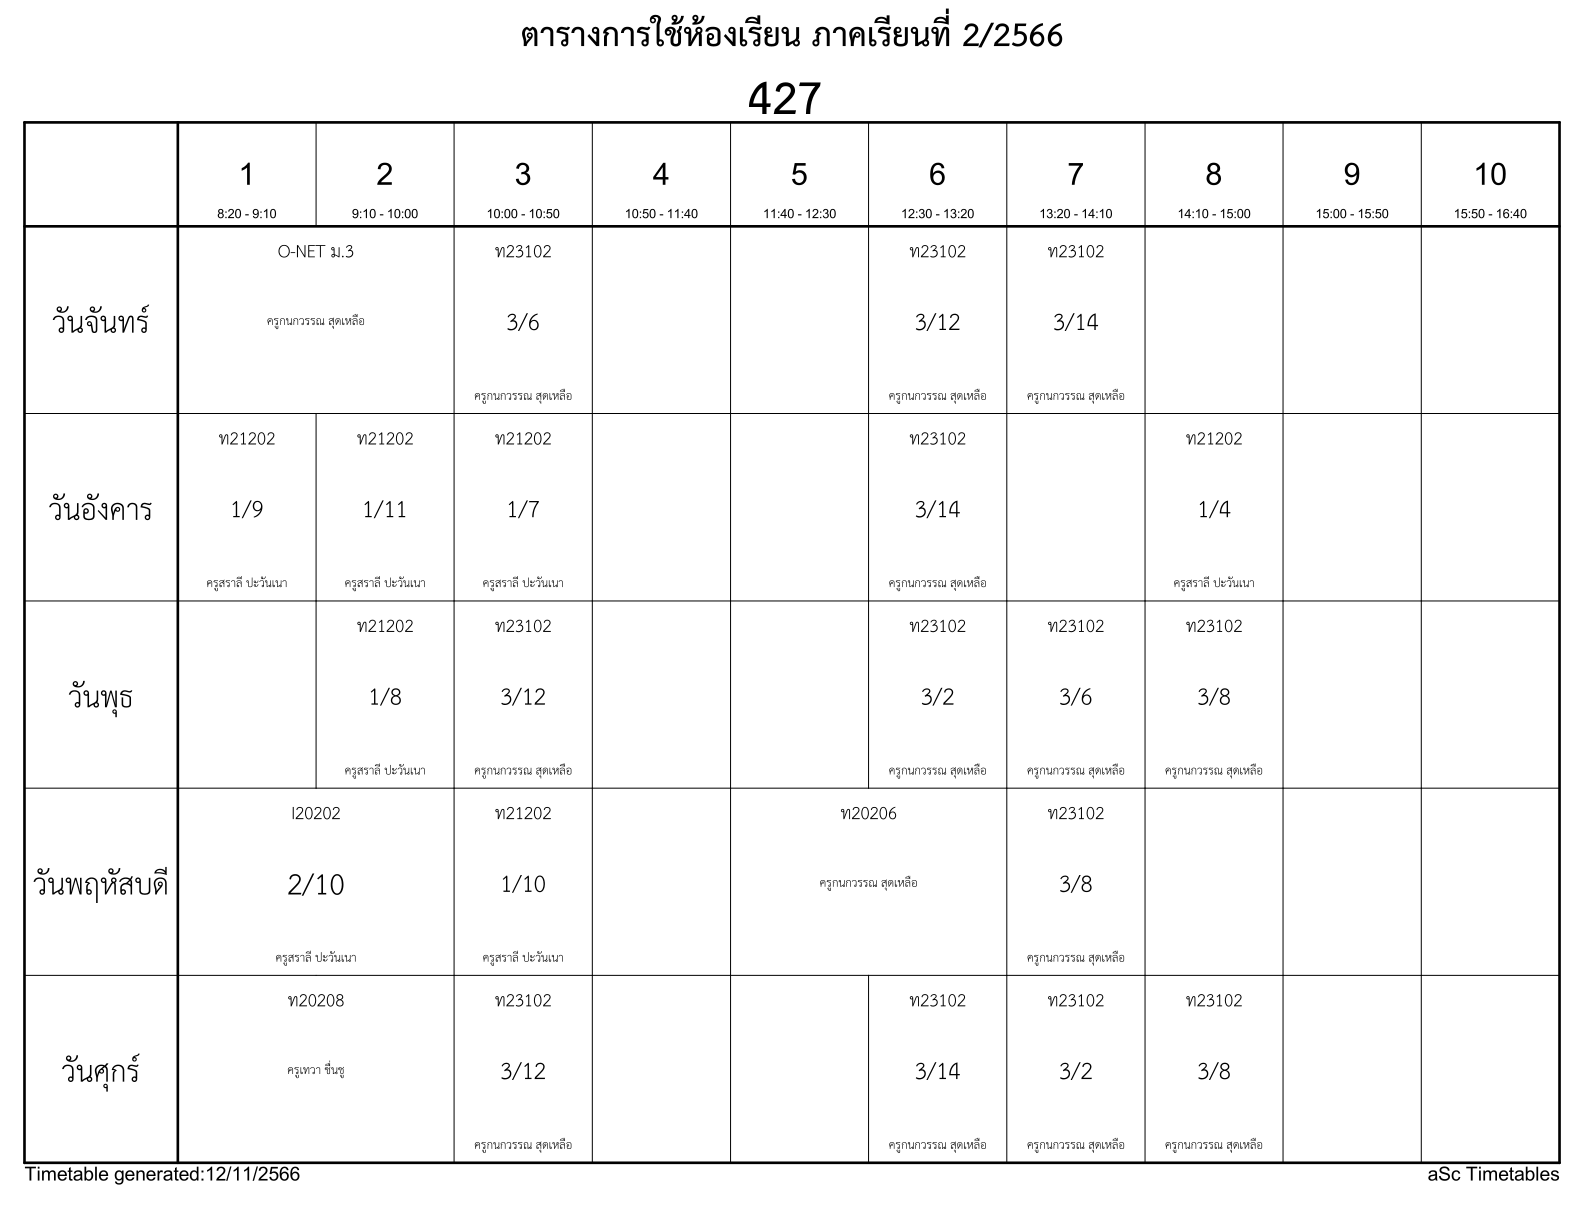 ตารางการใช้ห้องเรียน ภาคเรียนที่ 2/2566
427
1 2 3 4 5 6 7 8 9 10
8:20 - 9:10 9:10 - 10:00 10:00 - 10:50 10:50 - 11:40 11:40 - 12:30 12:30 - 13:20 13:20 - 14:10 14:10 - 15:00 15:00 - 15:50 15:50 - 16:40
O-NET ม.3 ท23102 ท23102 ท23102
วันจันทร์ ครูกนกวรรณ สุดเหลือ 3/6 3/12 3/14
ครูกนกวรรณ สุดเหลือ ครูกนกวรรณ สุดเหลือ ครูกนกวรรณ สุดเหลือ
ท21202 ท21202 ท21202 ท23102 ท21202
วันอังคาร 1/9 1/11 1/7 3/14 1/4
ครูสราลี ปะวันเนา ครูสราลี ปะวันเนา ครูสราลี ปะวันเนา ครูกนกวรรณ สุดเหลือ ครูสราลี ปะวันเนา
ท21202 ท23102 ท23102 ท23102 ท23102
วันพุธ 1/8 3/12 3/2 3/6 3/8
ครูสราลี ปะวันเนา ครูกนกวรรณ สุดเหลือ ครูกนกวรรณ สุดเหลือ ครูกนกวรรณ สุดเหลือ ครูกนกวรรณ สุดเหลือ
I20202 ท21202 ท20206 ท23102
วันพฤหัสบดี 2/10 1/10 ครูกนกวรรณ สุดเหลือ 3/8
ครูสราลี ปะวันเนา ครูสราลี ปะวันเนา ครูกนกวรรณ สุดเหลือ
ท20208 ท23102 ท23102 ท23102 ท23102
วันศุกร์ ครูเทวา ชื่นชู 3/12 3/14 3/2 3/8
ครูกนกวรรณ สุดเหลือ ครูกนกวรรณ สุดเหลือ ครูกนกวรรณ สุดเหลือ ครูกนกวรรณ สุดเหลือ
Timetable generated:12/11/2566 aSc Timetables